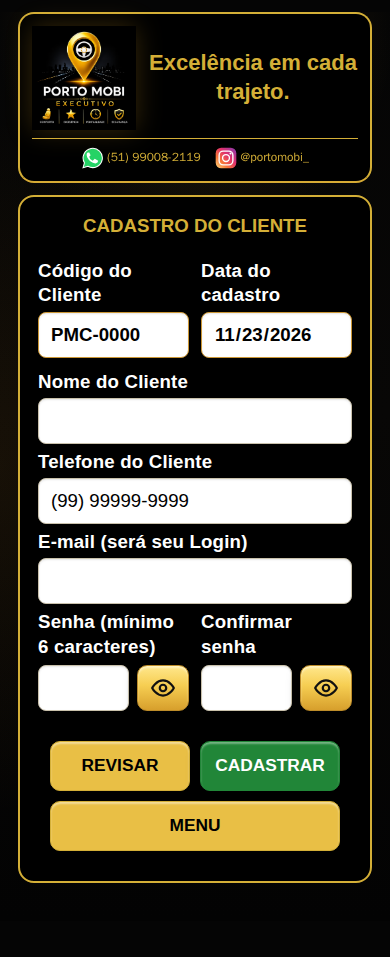 Excelência em cada
trajeto.
PORTO MOBI
EXECUTIVO
(51) 99008-2119 @portomobi_
CADASTRO DO CLIENTE
Código do
Cliente
Data do
cadastro
PMC-0000
11/23/2026
Nome do Cliente
Telefone do Cliente
(99) 99999-9999
E-mail (será seu Login)
Senha (mínimo
6 caracteres)
Confirmar
senha
REVISAR
CADASTRAR
MENU